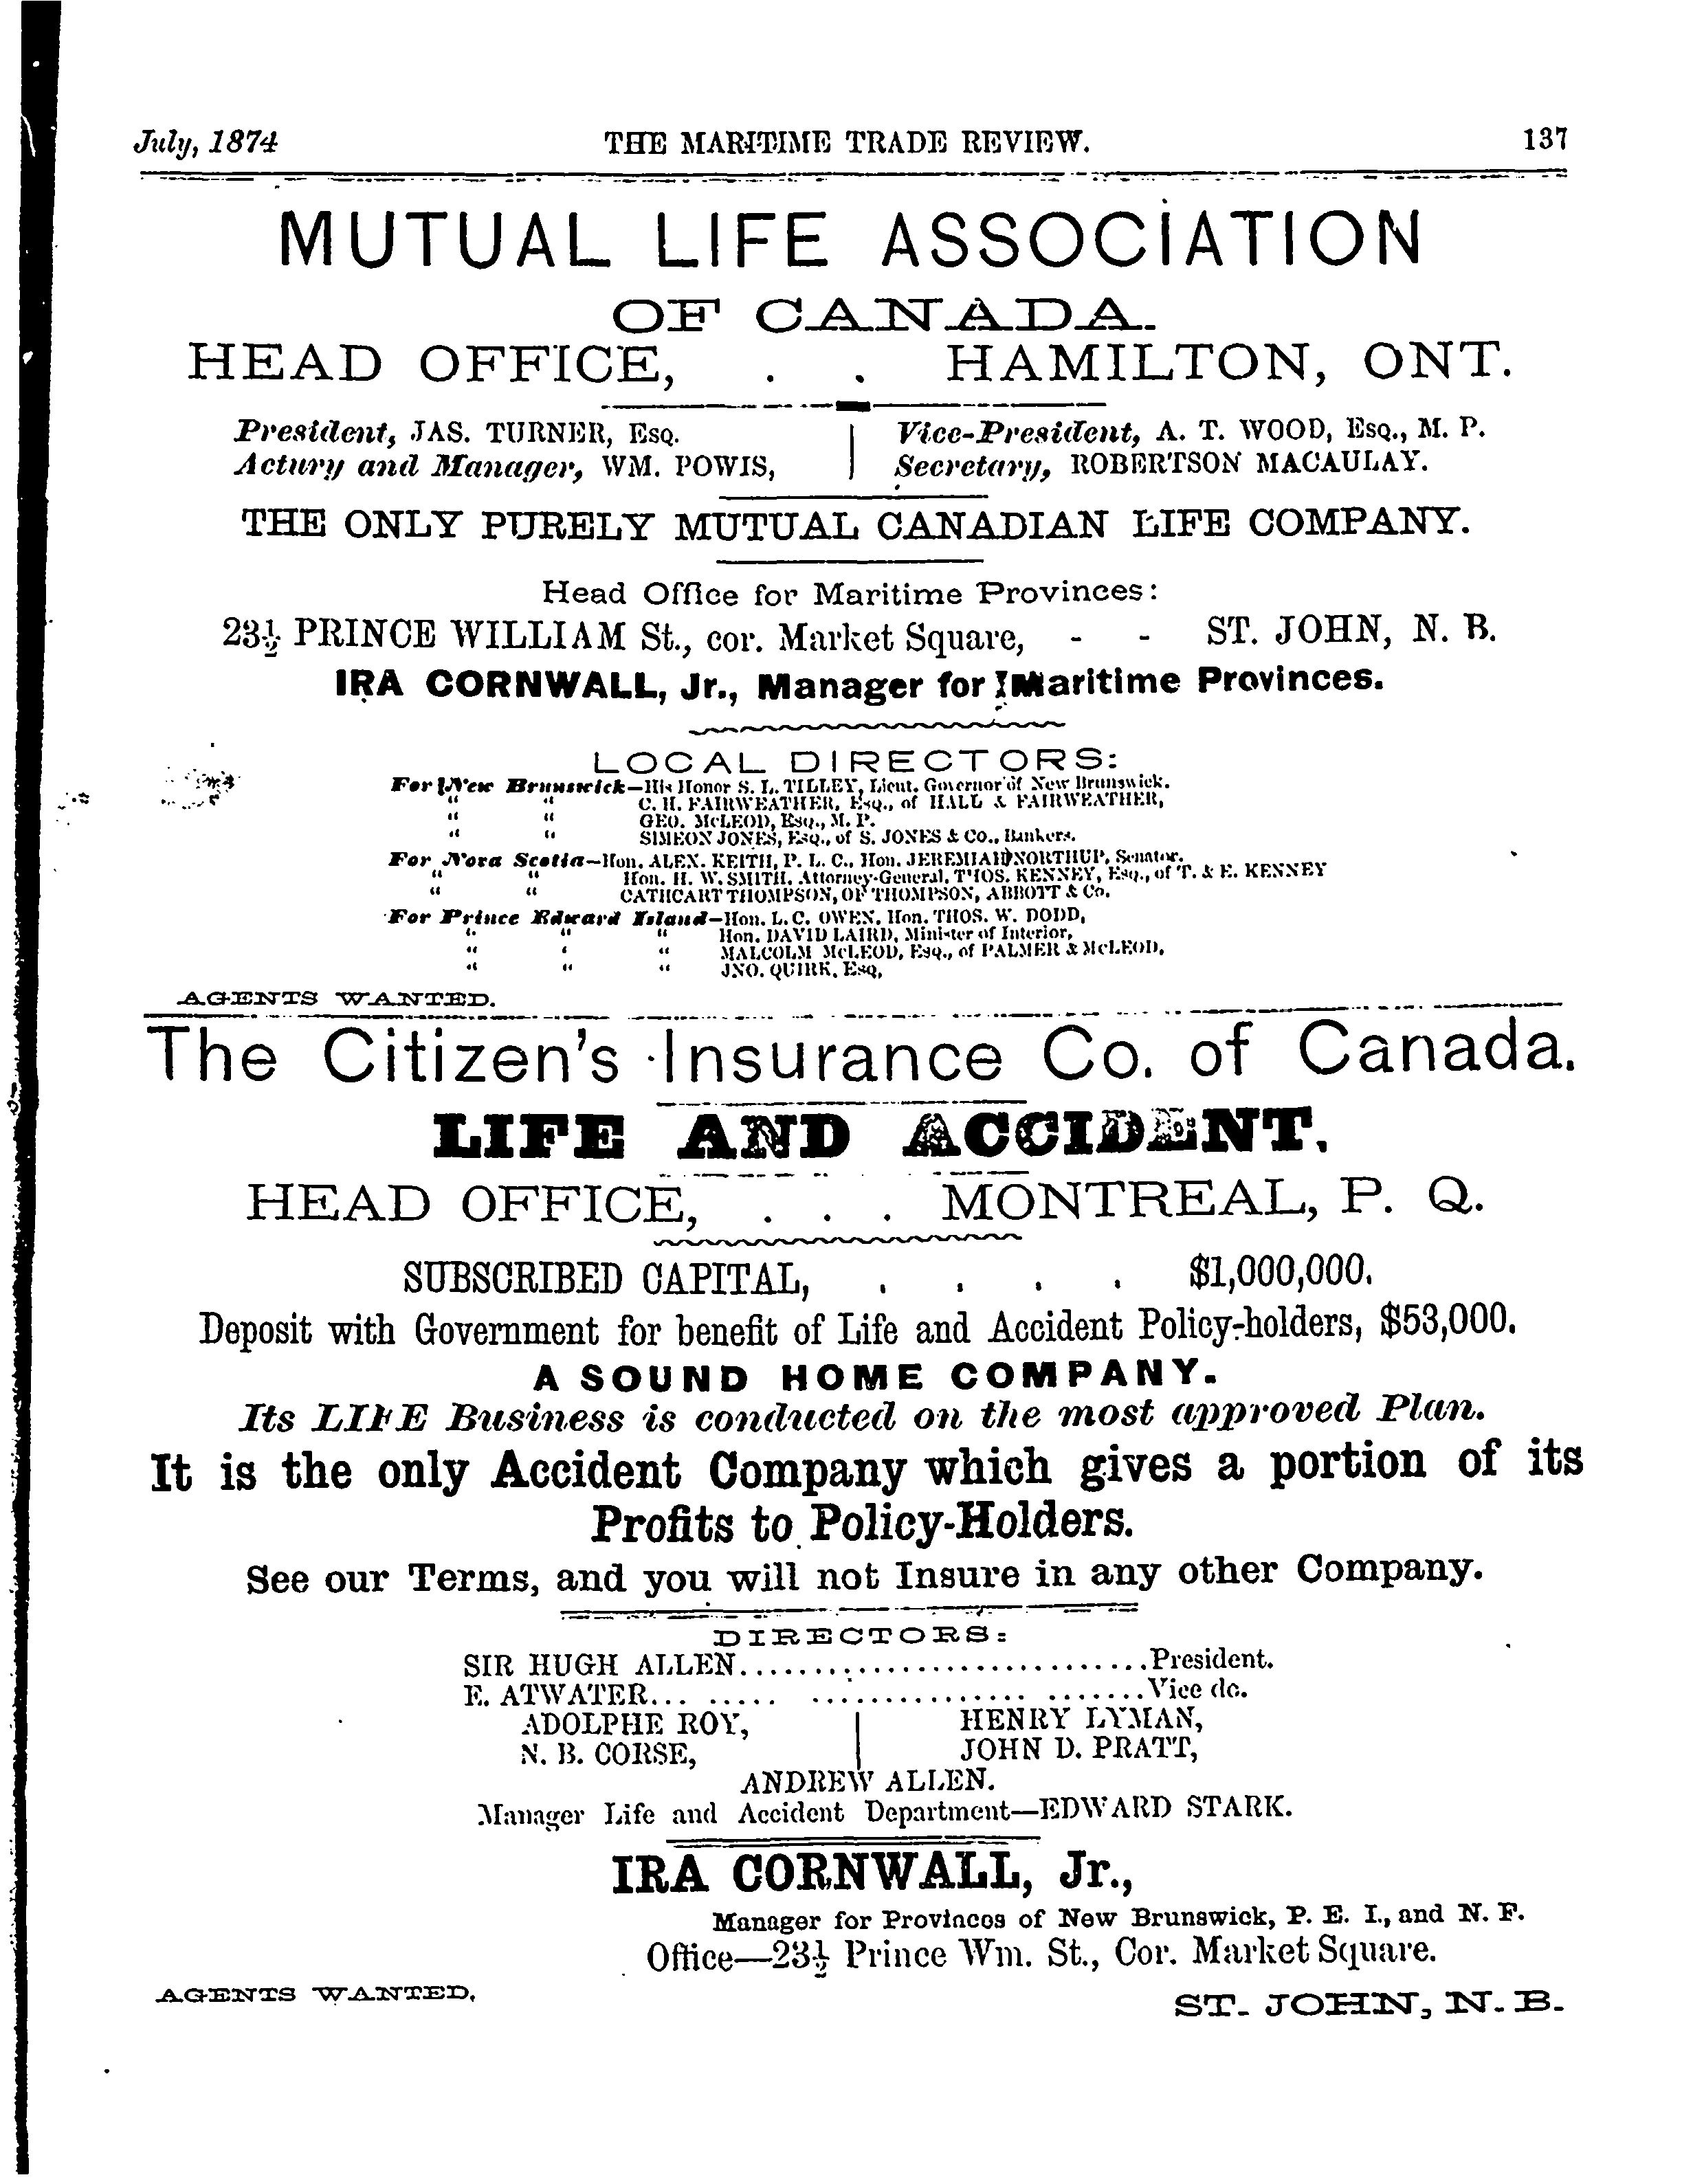 July, 1874 THE MARITIME TRADE REVIEW. 137
MUTUAL LIFE ASSOCIATION
OF CANADA.
HEAD OFFICE, . . HAMILTON, ONT.
President, JAS. TURNER, Esq. | Vice-President, A. T. WOOD, Esq., M. P.
Actury and Manager, WM. POWIS, | Secretary, ROBERTSON MACAULAY.
THE ONLY PURELY MUTUAL CANADIAN LIFE COMPANY.
Head Office for Maritime Provinces:
23½ PRINCE WILLIAM St., cor. Market Square, - - ST. JOHN, N. B.
IRA CORNWALL, Jr., Manager for Maritime Provinces.
LOCAL DIRECTORS:
For New Brunswick—His Honor S. L. TILLEY, Lieut. Governor of New Brunswick.
" " C. H. FAIRWEATHER, Esq., of HALL & FAIRWEATHER,
" " GEO. McLEOD, Esq., M. P.
" " SIMEON JONES, Esq., of S. JONES & Co., Bankers.
For Nova Scotia—Hon. ALEX. KEITH, P. L. C., Hon. JEREMIAH NORTHUP, Senator.
" " Hon. H. W. SMITH, Attorney-General, THOS. KENNEY, Esq., of T. & E. KENNEY
" " CATHCART THOMPSON, OF THOMPSON, ABBOTT & Co.
For Prince Edward Island—Hon. L. C. OWEN, Hon. THOS. W. DODD,
" " " Hon. DAVID LAIRD, Minister of Interior,
" " " MALCOLM McLEOD, Esq., of PALMER & McLEOD,
" " " JNO. QUIRK, Esq,
AGENTS WANTED.
The Citizen's Insurance Co. of Canada.
LIFE AND ACCIDENT.
HEAD OFFICE, . . . MONTREAL, P. Q.
SUBSCRIBED CAPITAL, . . . . $1,000,000.
Deposit with Government for benefit of Life and Accident Policy-holders, $53,000.
A SOUND HOME COMPANY.
Its LIFE Business is conducted on the most approved Plan.
It is the only Accident Company which gives a portion of its
Profits to Policy-Holders.
See our Terms, and you will not Insure in any other Company.
DIRECTORS:
SIR HUGH ALLEN..............................President.
E. ATWATER... ..... ............... .......Vice do.
ADOLPHE ROY, | HENRY LYMAN,
N. B. CORSE, | JOHN D. PRATT,
ANDREW ALLEN.
Manager Life and Accident Department—EDWARD STARK.
IRA CORNWALL, Jr.,
Manager for Provinces of New Brunswick, P. E. I., and N. F.
Office—23½ Prince Wm. St., Cor. Market Square.
AGENTS WANTED. ST. JOHN, N. B.